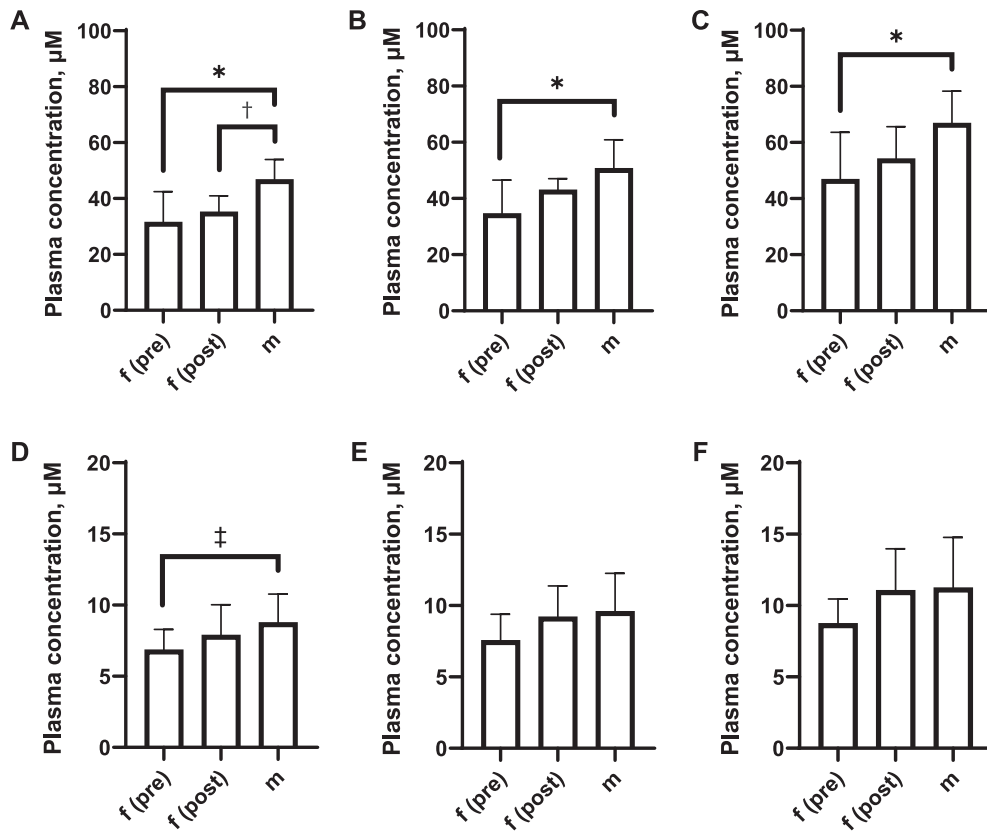 A
Plasma concentration, µM
100
80
60
40
20
0
*
†
f (pre)
f (post)
m
B
Plasma concentration, µM
100
80
60
40
20
0
*
f (pre)
f (post)
m
C
Plasma concentration, µM
100
80
60
40
20
0
*
f (pre)
f (post)
m
D
Plasma concentration, µM
20
15
10
5
0
‡
f (pre)
f (post)
m
E
Plasma concentration, µM
20
15
10
5
0
f (pre)
f (post)
m
F
Plasma concentration, µM
20
15
10
5
0
f (pre)
f (post)
m